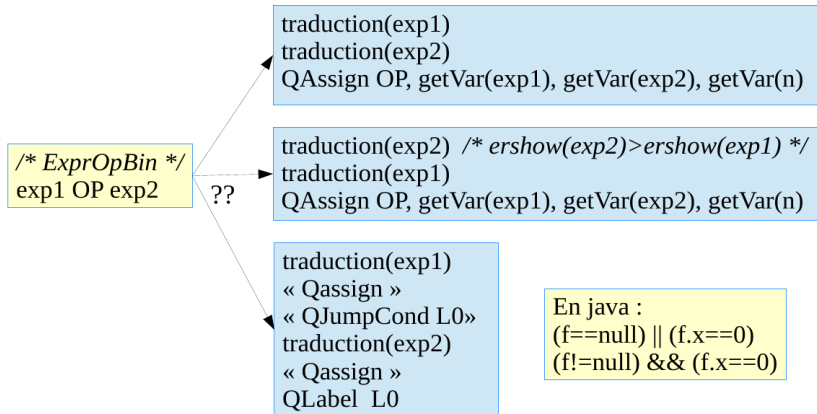 traduction(exp1)
traduction(exp2)
QAssign OP, getVar(exp1), getVar(exp2), getVar(n)
/* ExprOpBin */
exp1 OP exp2
??
traduction(exp2) /* ershow(exp2)>ershow(exp1) */
traduction(exp1)
QAssign OP, getVar(exp1), getVar(exp2), getVar(n)
traduction(exp1)
« Qassign »
« QJumpCond L0»
traduction(exp2)
« Qassign »
QLabel L0
En java :
(f==null) || (f.x==0)
(f!=null) && (f.x==0)